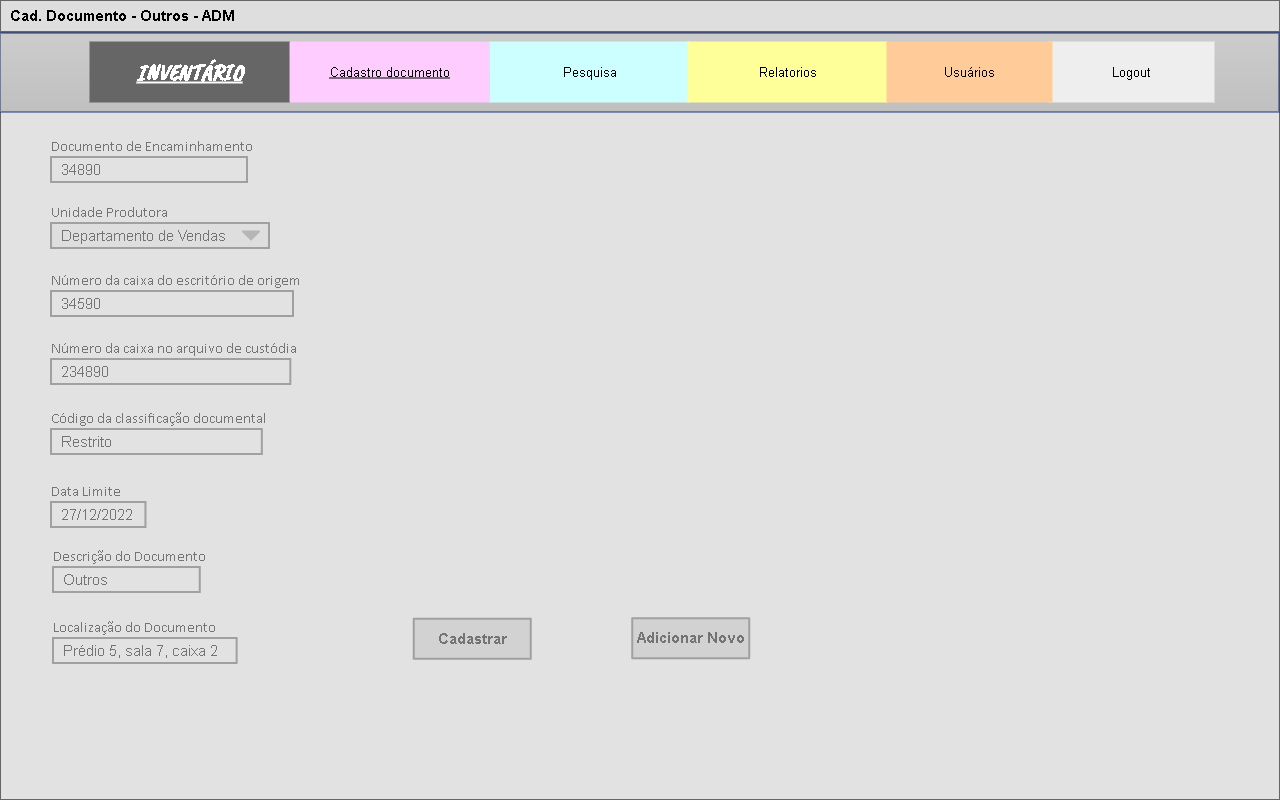 Cad. Documento - Outros - ADM
INVENTÁRIO
Cadastro documento
Pesquisa
Relatorios
Usuários
Logout
Documento de Encaminhamento
34890
Unidade Produtora
Departamento de Vendas
Número da caixa do escritório de origem
34590
Número da caixa no arquivo de custódia
234890
Código da classificação documental
Restrito
Data Limite
27/12/2022
Descrição do Documento
Outros
Localização do Documento
Prédio 5, sala 7, caixa 2
Cadastrar
Adicionar Novo